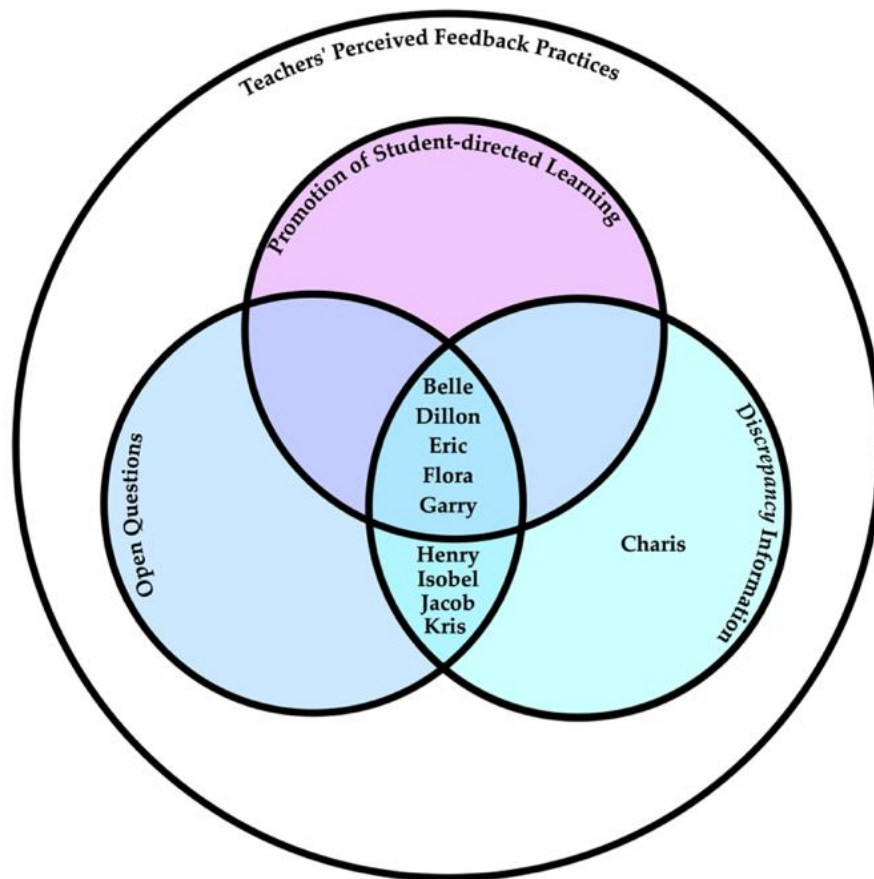 Teachers' Perceived Feedback Practices
Promotion of Student-directed Learning
Belle
Dillon
Eric
Flora
Garry
Open Questions
Discrepancy Information
Charis
Henry
Isobel
Jacob
Kris